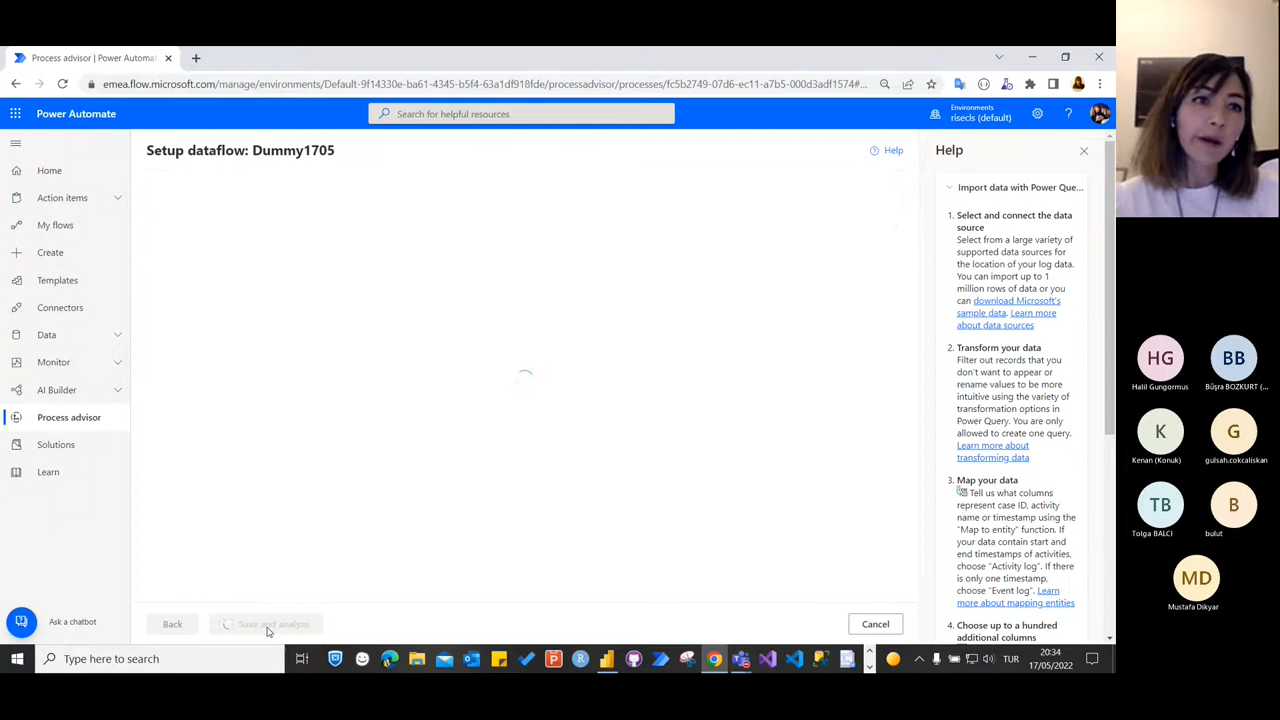 Process advisor | Power Automa
emea.flow.microsoft.com/manage/environments/Default-9f14330e-ba61-4345-b5f4-63a1df918fde/processadvisor/processes/fc5b2749-07d6-ec11-a7b5-000d3adf1574#...
Power Automate
Search for helpful resources
Environments
risecls (default)
Setup dataflow: Dummy1705
Help
Home
Action items
My flows
Create
Templates
Connectors
Data
Monitor
AI Builder
Process advisor
Solutions
Learn
Ask a chatbot
Back
Save and analyze
Cancel
Help
Import data with Power Que...
1. Select and connect the data
source
Select from a large variety of
supported data sources for
the location of your log data.
You can import up to 1
million rows of data or you
can download Microsoft's
sample data. Learn more
about data sources
2. Transform your data
Filter out records that you
don't want to appear or
rename values to be more
intuitive using the variety of
transformation options in
Power Query. You are only
allowed to create one query.
Learn more about
transforming data
3. Map your data
Tell us what columns
represent case ID, activity
name or timestamp using the
"Map to entity" function. If
your data contain start and
end timestamps of activities,
choose "Activity log". If there
is only one timestamp,
choose "Event log". Learn
more about mapping entities
4. Choose up to a hundred
additional columns
HG
Halil Gungormus
BB
Büşra BOZKURT (...
K
Kenan (Konuk)
G
gulsah.cokcaliskan
TB
Tolga BALCI
B
bulut
MD
Mustafa Dikyar
Type here to search
TUR
20:34
17/05/2022